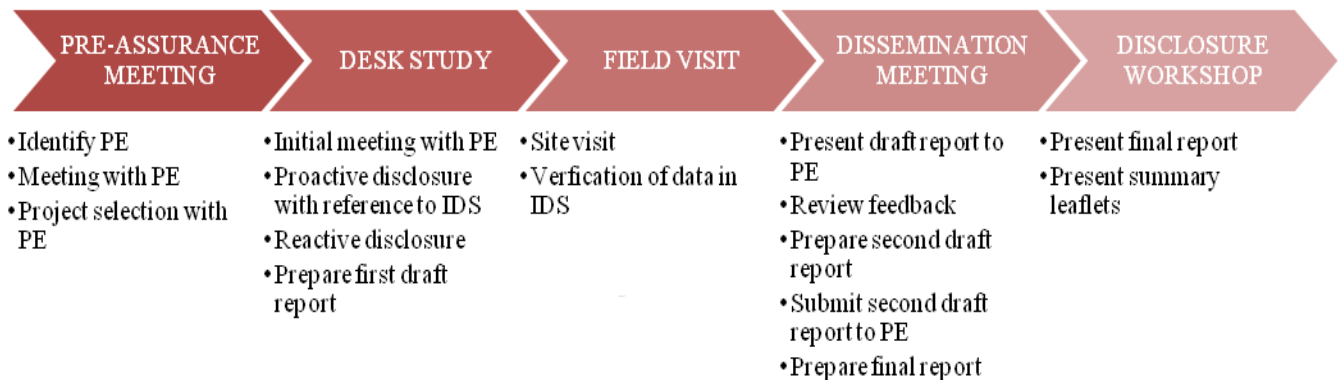 PRE-ASSURANCE
MEETING
DESK STUDY
FIELD VISIT
DISSEMINATION
MEETING
DISCLOSURE
WORKSHOP
•Identify PE
•Meeting with PE
•Project selection with
PE
•Initial meeting with PE
•Proactive disclosure
with reference to IDS
•Reactive disclosure
•Prepare first draft
report
•Site visit
•Verfication of data in
IDS
•Present draft report to
PE
•Review feedback
•Prepare second draft
report
•Submit second draft
report to PE
•Prepare final report
•Present final report
•Present summary
leaflets